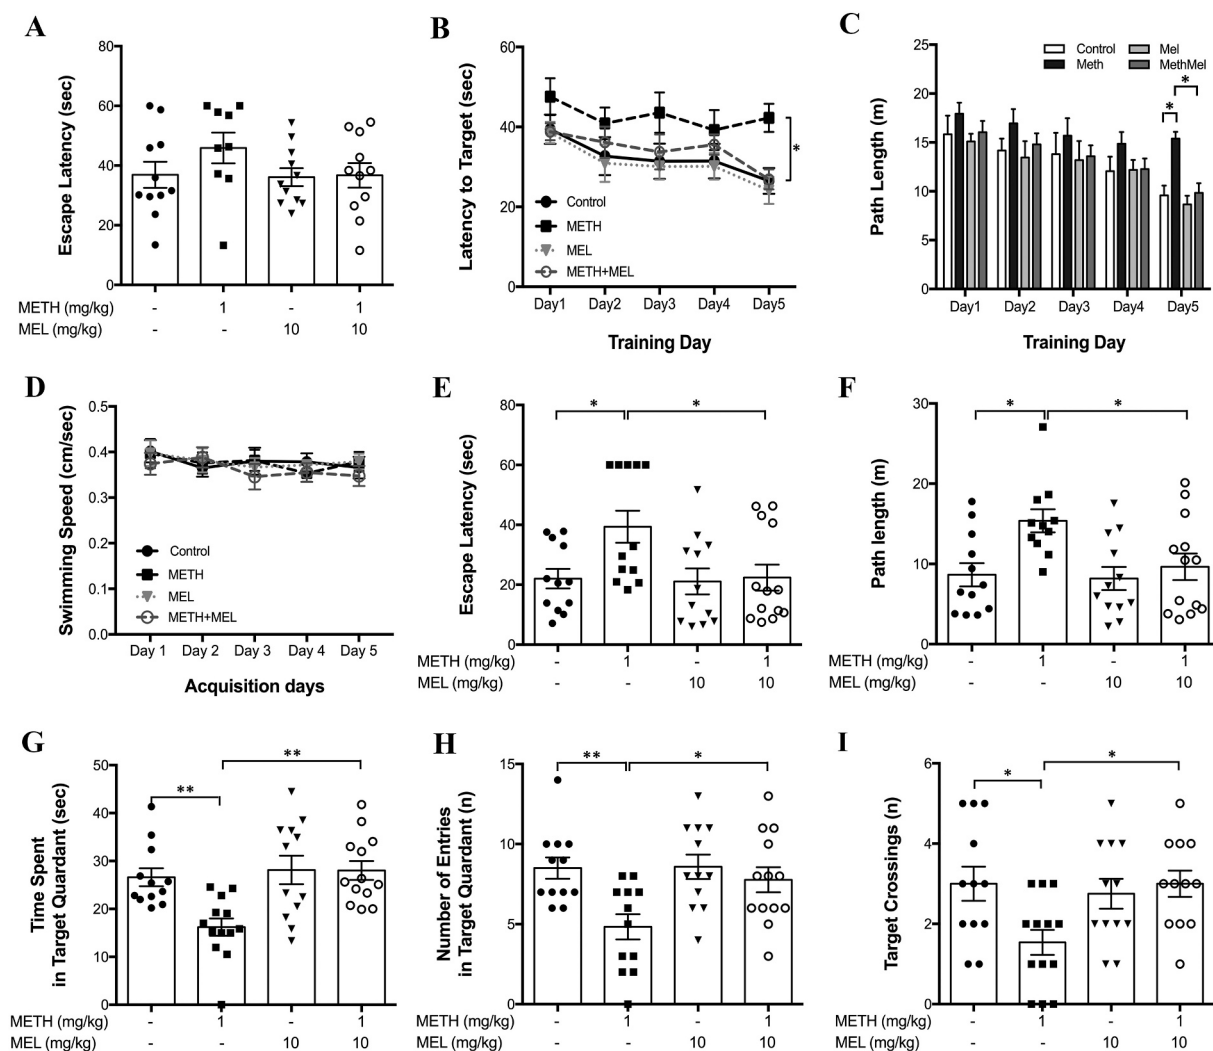 A
Escape Latency (sec)
80
60
40
20
0
METH (mg/kg) - 1 - 1
MEL (mg/kg) - - 10 10
B
Latency to Target (sec)
60
40
20
0
*
Control
METH
MEL
METH+MEL
Day1 Day2 Day3 Day4 Day5
Training Day
C
Path Length (m)
25
20
15
10
5
0
Control Mel
Meth MethMel
*
*
Day1 Day2 Day3 Day4 Day5
Training Day
D
Swimming Speed (cm/sec)
0.5
0.4
0.3
0.4
0.1
0.0
Control
METH
MEL
METH+MEL
Day 1 Day 2 Day 3 Day 4 Day 5
Acquisition days
E
Escape Latency (sec)
80
60
40
20
0
* *
METH (mg/kg) - 1 - 1
MEL (mg/kg) - - 10 10
F
Path length (m)
30
20
10
0
* *
METH (mg/kg) - 1 - 1
MEL (mg/kg) - - 10 10
G
Time Spent
in Target Quardant (sec)
50
40
30
20
10
0
**
**
METH (mg/kg) - 1 - 1
MEL (mg/kg) - - 10 10
H
Number of Entries
in Target Quardant (n)
15
10
5
0
** *
METH (mg/kg) - 1 - 1
MEL (mg/kg) - - 10 10
I
Target Crossings (n)
6
4
2
0
*
*
METH (mg/kg) - 1 - 1
MEL (mg/kg) - - 10 10